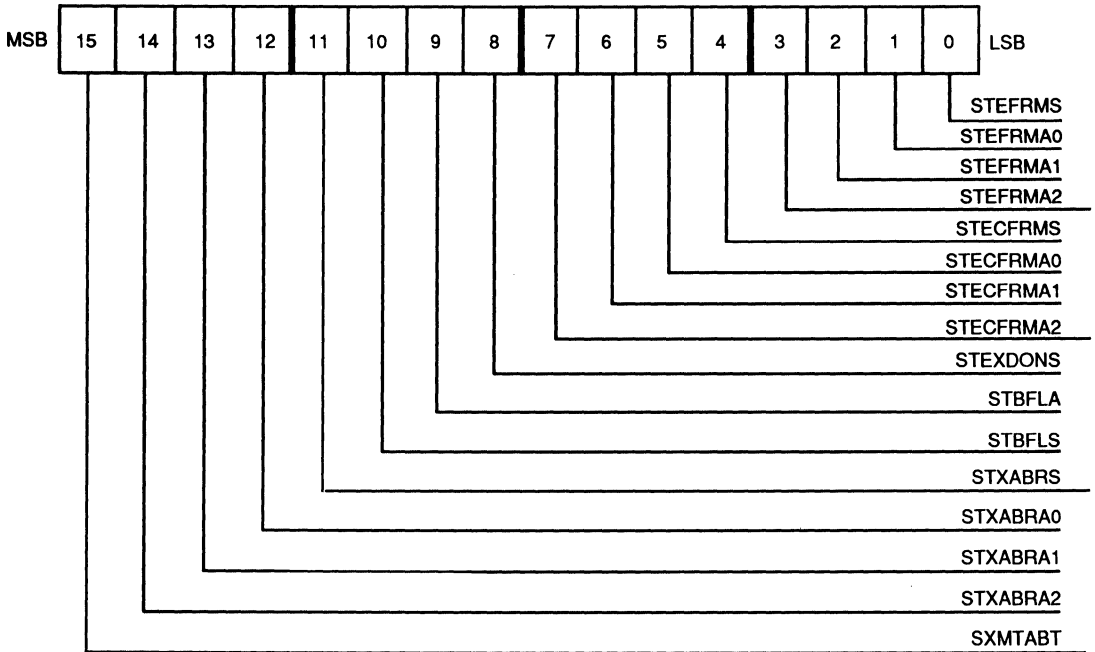 MSB 15 14 13 12 11 10 9 8 7 6 5 4 3 2 1 0 LSB
STEFRMS
STEFRMA0
STEFRMA1
STEFRMA2
STECFRMS
STECFRMA0
STECFRMA1
STECFRMA2
STEXDONS
STBFLA
STBFLS
STXABRS
STXABRA0
STXABRA1
STXABRA2
SXMTABT